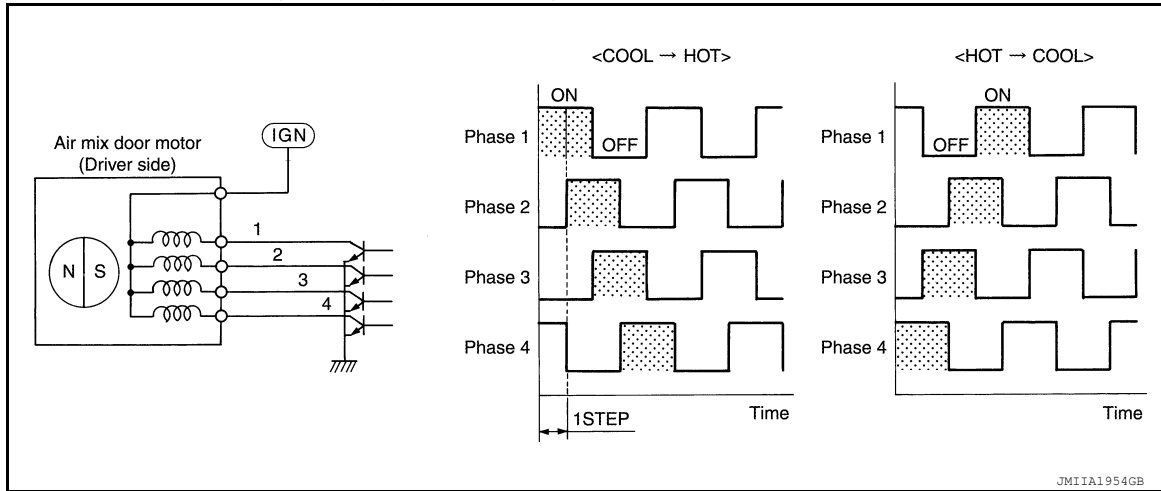 Air mix door motor
(Driver side)
IGN
N S
1
2
3
4
<COOL → HOT>
ON
Phase 1
OFF
Phase 2
Phase 3
Phase 4
Time
1STEP
<HOT → COOL>
ON
Phase 1
OFF
Phase 2
Phase 3
Phase 4
Time
JMIIA1954GB